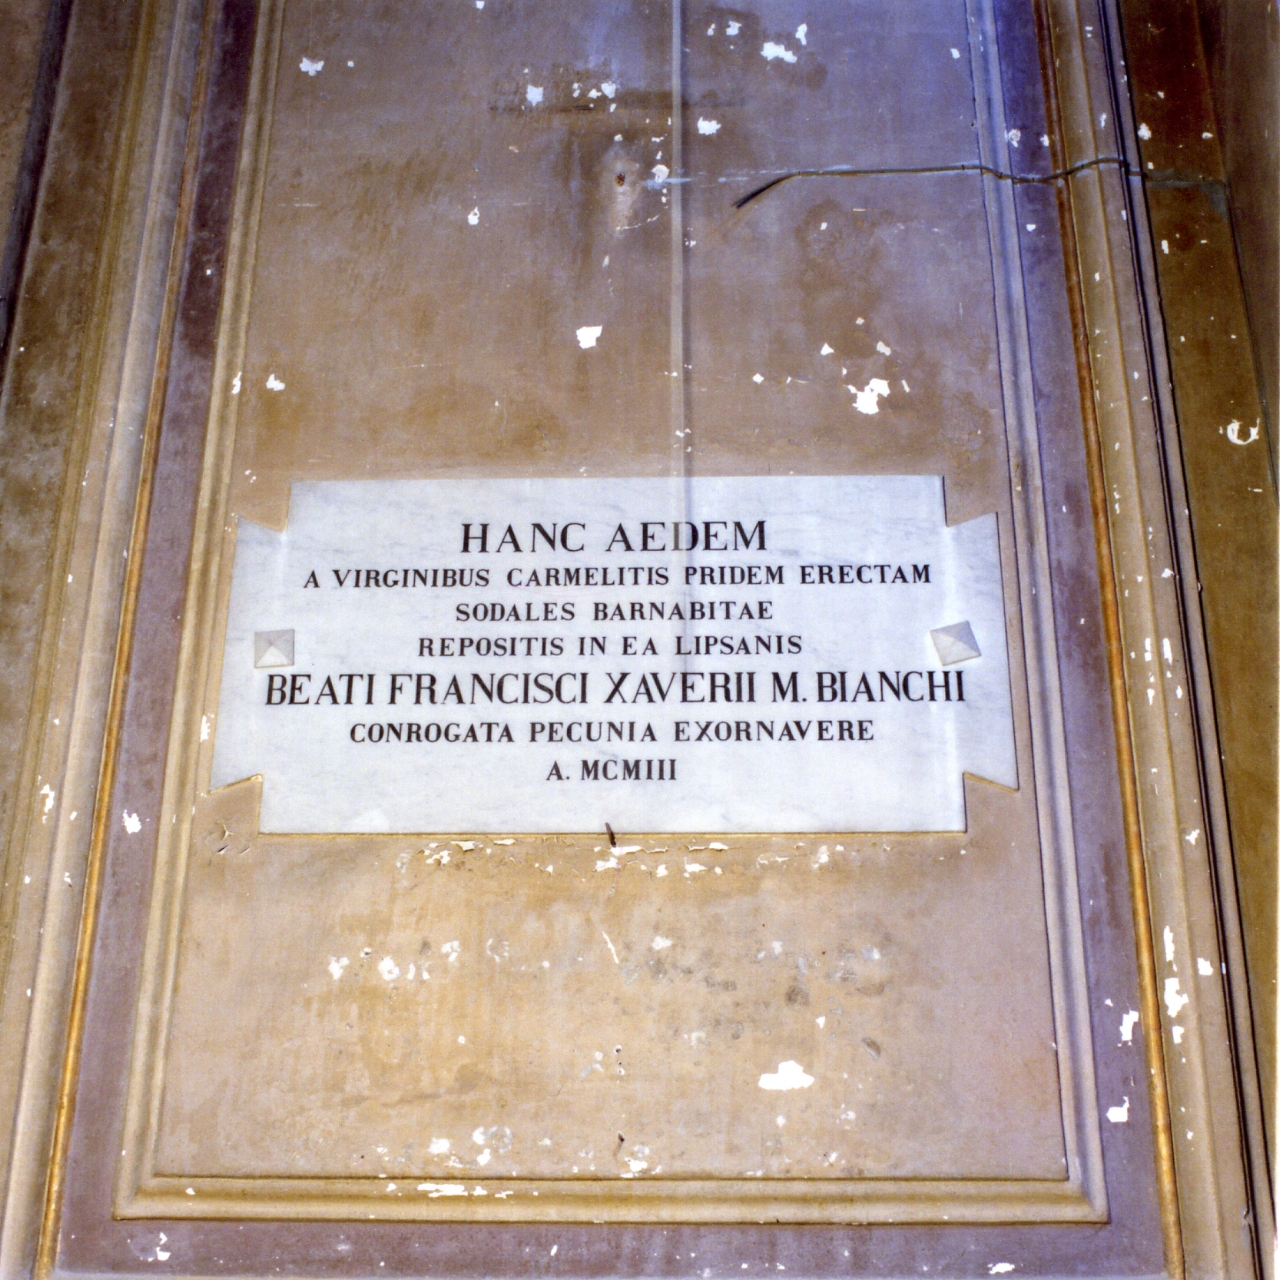 HANC AEDEM
A VIRGINIBUS CARMELITIS PRIDEM ERECTAM
SODALES BARNABITAE
REPOSITIS IN EA LIPSANIS
BEATI FRANCISCI XAVERII M. BIANCHI
CONROGATA PECUNIA EXORNAVERE
A. MCMIII